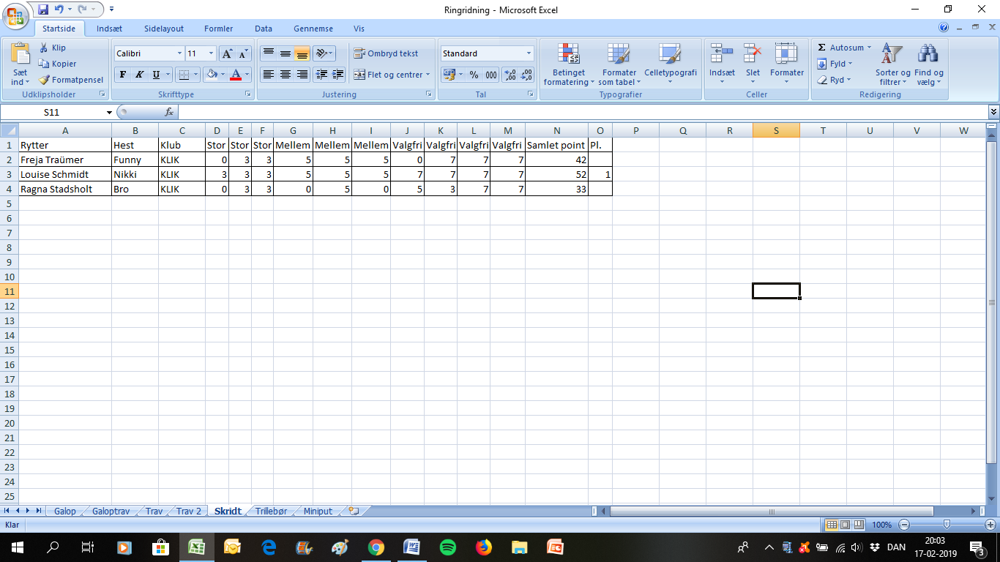 Ringridning - Microsoft Excel
Startside Indsæt Sidelayout Formler Data Gennemse Vis
Sæt ind
Klip
Kopier
Formatpensel
Udklipsholder
Calibri 11
F K U
Skrifttype
Ombryd tekst
Flet og centrer
Justering
Standard
% 000
Tal
Betinget formatering
Formater som tabel
Celletypografi
Typografier
Indsæt Slet Formater
Celler
Σ Autosum
Fyld
Ryd
Sorter og filtrer
Find og vælg
Redigering
S11 fx
A B C D E F G H I J K L M N O P Q R S T U V W
1 Rytter Hest Klub Stor Stor Stor Mellem Mellem Mellem Valgfri Valgfri Valgfri Valgfri Samlet point Pl.
2 Freja Traümer Funny KLIK 0 3 3 5 5 5 0 7 7 7 42
3 Louise Schmidt Nikki KLIK 3 3 3 5 5 5 7 7 7 7 52 1
4 Ragna Stadsholt Bro KLIK 0 3 3 0 5 0 5 3 7 7 33
5
6
7
8
9
10
11
12
13
14
15
16
17
18
19
20
21
22
23
24
25
Galop Galoptrav Trav Trav 2 Skridt Trillebør Miniput
Klar 100%
DAN 20:03
17-02-2019 3